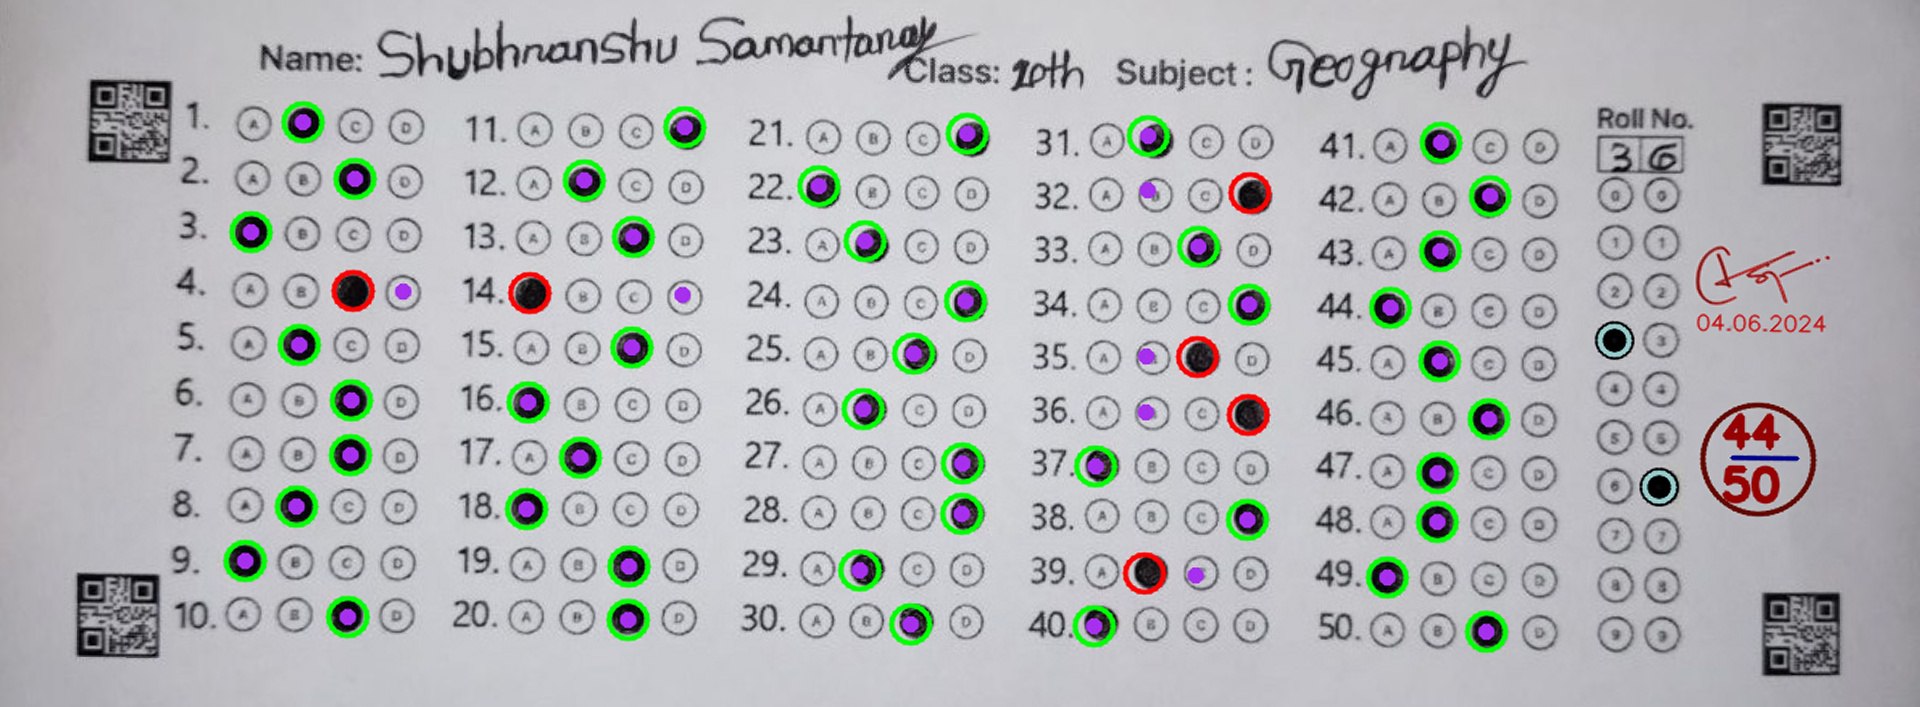 Name: Shubhranshu Samantaray
Class: 10th Subject: Geography
1. A C D
2. A B D
3. B C D
4. A B
5. A C D
6. A B D
7. A B D
8. A C D
9. B C D
10. A B D
11. A B C
12. A C D
13. A B D
14. B C
15. A B D
16. B C D
17. A C D
18. B C D
19. A B D
20. A B D
21. A B C
22. B C D
23. A C D
24. A B C
25. A B D
26. A C D
27. A B C
28. A B C
29. A C D
30. A B D
31. A C D
32. A B C
33. A B D
34. A B C
35. A D
36. A C
37. B C D
38. A B C
39. A D
40. B C D
41. A C D
42. A B D
43. A C D
44. B C D
45. A C D
46. A B D
47. A C D
48. A C D
49. B C D
50. A B D
Roll No.
3 6
0 0
1 1
2 2
3
4 4
5 5
6
7 7
8 8
9 9
04.06.2024
44
50